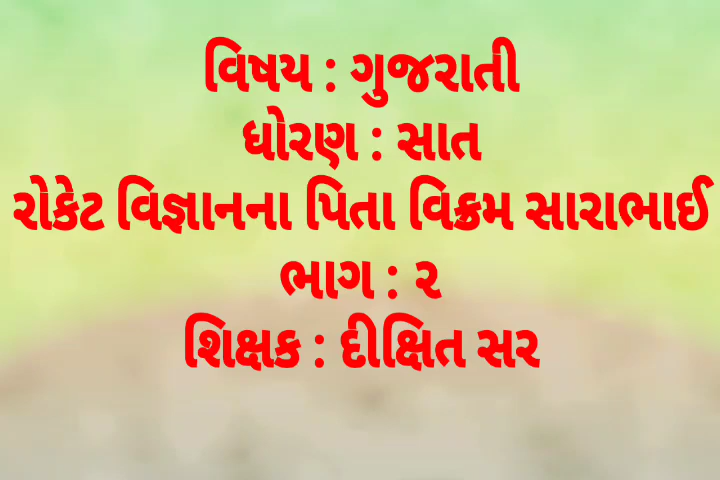 વિષય : ગુજરાતી
ધોરણ : સાત
રોકેટ વિજ્ઞાનના પિતા વિક્રમ સારાભાઈ
ભાગ : ૨
શિક્ષક : દીક્ષિત સર